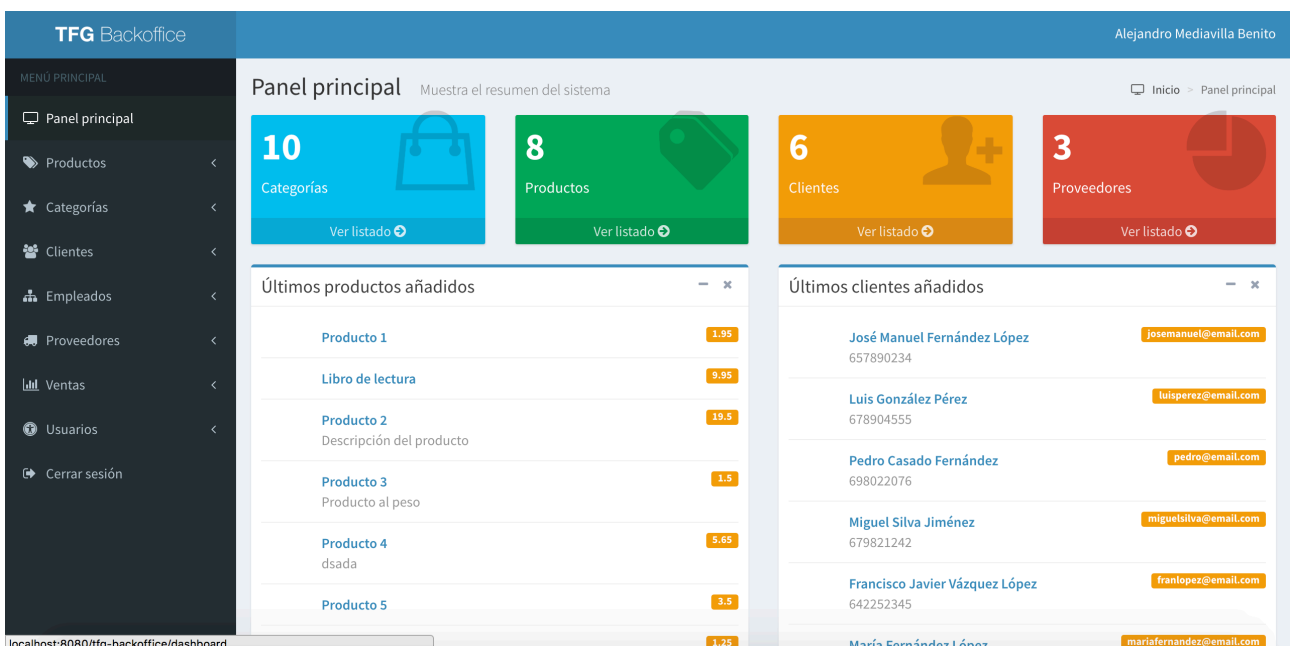 TFG Backoffice
Alejandro Mediavilla Benito
MENÚ PRINCIPAL
Panel principal
Productos
Categorías
Clientes
Empleados
Proveedores
Ventas
Usuarios
Cerrar sesión
Panel principal Muestra el resumen del sistema
Inicio > Panel principal
10
Categorías
Ver listado
8
Productos
Ver listado
6
Clientes
Ver listado
3
Proveedores
Ver listado
Últimos productos añadidos
Producto 1 1.95
Libro de lectura 9.95
Producto 2 19.5
Descripción del producto
Producto 3 1.5
Producto al peso
Producto 4 5.65
dsada
Producto 5 3.5
1.25
Últimos clientes añadidos
José Manuel Fernández López josemanuel@email.com
657890234
Luis González Pérez luisperez@email.com
678904555
Pedro Casado Fernández pedro@email.com
698022076
Miguel Silva Jiménez miguelsilva@email.com
679821242
Francisco Javier Vázquez López franlopez@email.com
642252345
María Fernández López mariafernandez@email.com
localhost:8080/tfg-backoffice/dashboard